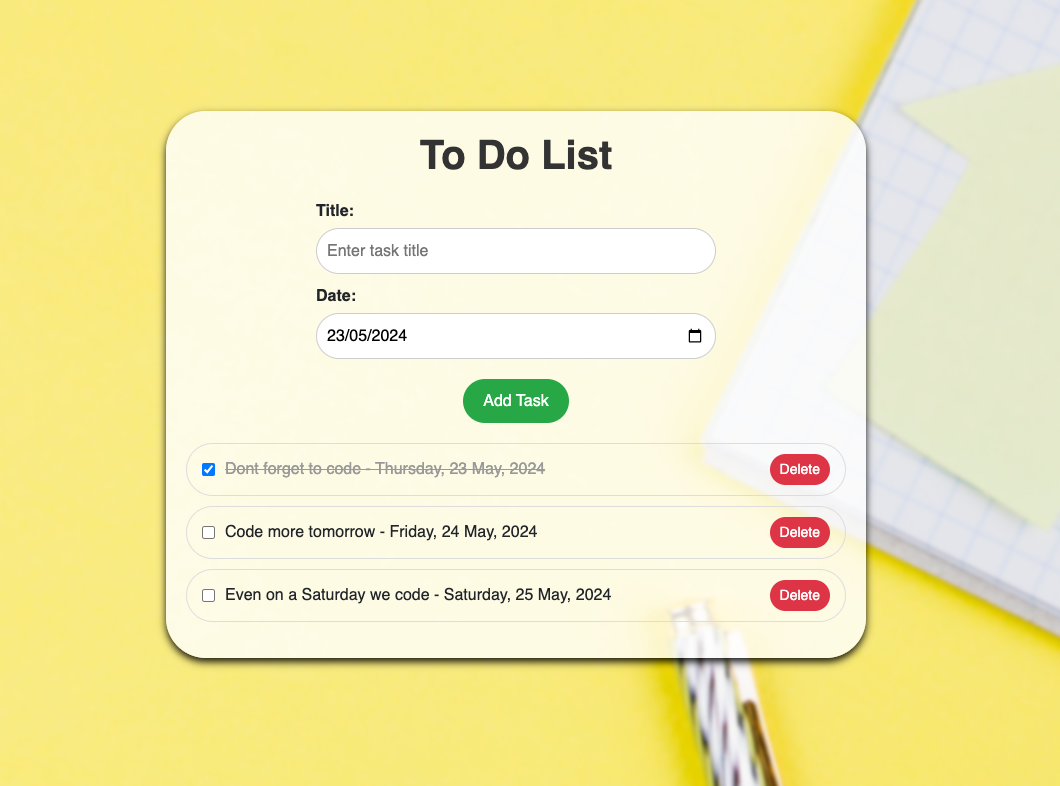 To Do List
Title:
Enter task title
Date:
23/05/2024
Add Task
Dont forget to code - Thursday, 23 May, 2024 Delete
Code more tomorrow - Friday, 24 May, 2024 Delete
Even on a Saturday we code - Saturday, 25 May, 2024 Delete